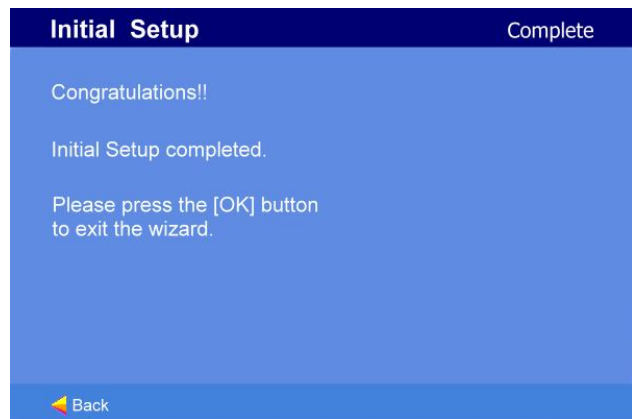 Initial Setup Complete
Congratulations!!
Initial Setup completed.
Please press the [OK] button
to exit the wizard.
Back